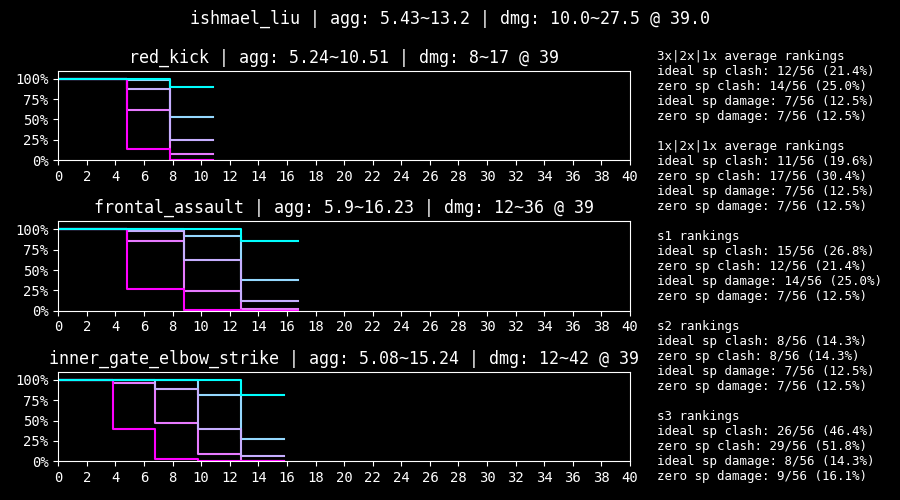 ishmael_liu | agg: 5.43~13.2 | dmg: 10.0~27.5 @ 39.0
red_kick | agg: 5.24~10.51 | dmg: 8~17 @ 39
100%
75%
50%
25%
0%
0 2 4 6 8 10 12 14 16 18 20 22 24 26 28 30 32 34 36 38 40
frontal_assault | agg: 5.9~16.23 | dmg: 12~36 @ 39
100%
75%
50%
25%
0%
0 2 4 6 8 10 12 14 16 18 20 22 24 26 28 30 32 34 36 38 40
inner_gate_elbow_strike | agg: 5.08~15.24 | dmg: 12~42 @ 39
100%
75%
50%
25%
0%
0 2 4 6 8 10 12 14 16 18 20 22 24 26 28 30 32 34 36 38 40
3x|2x|1x average rankings
ideal sp clash: 12/56 (21.4%)
zero sp clash: 14/56 (25.0%)
ideal sp damage: 7/56 (12.5%)
zero sp damage: 7/56 (12.5%)
1x|2x|1x average rankings
ideal sp clash: 11/56 (19.6%)
zero sp clash: 17/56 (30.4%)
ideal sp damage: 7/56 (12.5%)
zero sp damage: 7/56 (12.5%)
s1 rankings
ideal sp clash: 15/56 (26.8%)
zero sp clash: 12/56 (21.4%)
ideal sp damage: 14/56 (25.0%)
zero sp damage: 7/56 (12.5%)
s2 rankings
ideal sp clash: 8/56 (14.3%)
zero sp clash: 8/56 (14.3%)
ideal sp damage: 7/56 (12.5%)
zero sp damage: 7/56 (12.5%)
s3 rankings
ideal sp clash: 26/56 (46.4%)
zero sp clash: 29/56 (51.8%)
ideal sp damage: 8/56 (14.3%)
zero sp damage: 9/56 (16.1%)